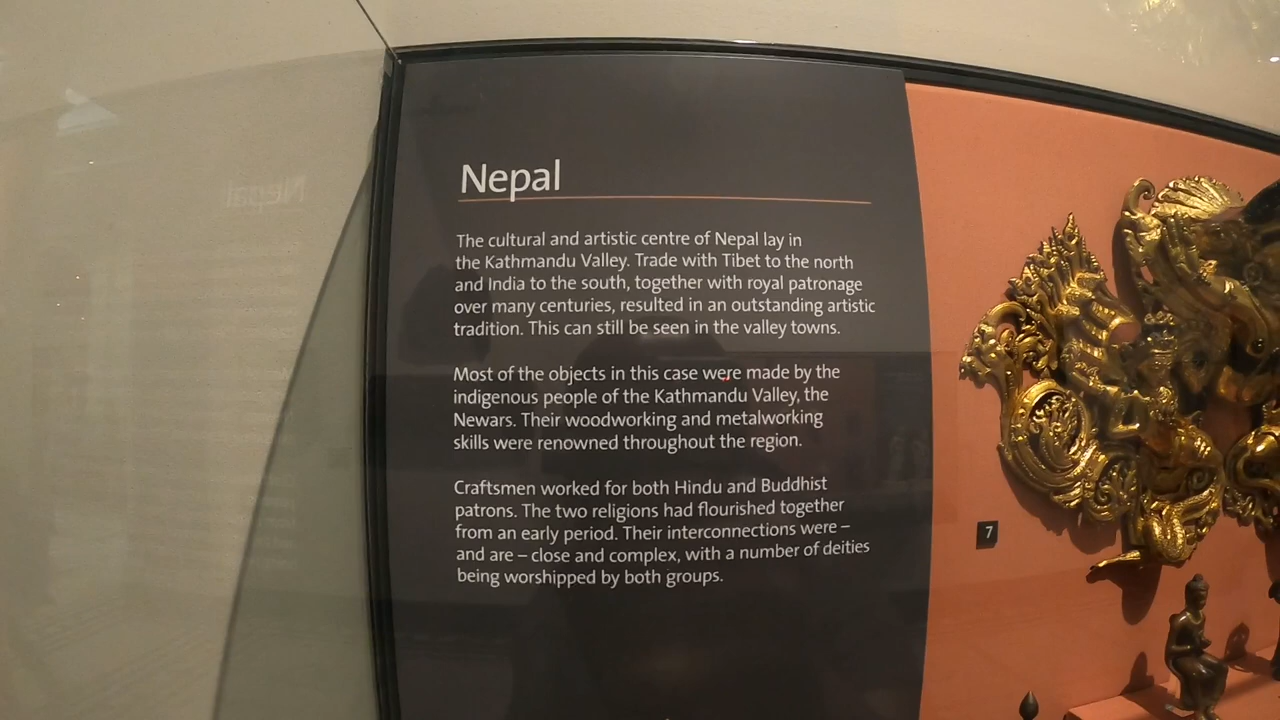 Nepal
The cultural and artistic centre of Nepal lay in
the Kathmandu Valley. Trade with Tibet to the north
and India to the south, together with royal patronage
over many centuries, resulted in an outstanding artistic
tradition. This can still be seen in the valley towns.
Most of the objects in this case were made by the
indigenous people of the Kathmandu Valley, the
Newars. Their woodworking and metalworking
skills were renowned throughout the region.
Craftsmen worked for both Hindu and Buddhist
patrons. The two religions had flourished together
from an early period. Their interconnections were –
and are – close and complex, with a number of deities
being worshipped by both groups.
7